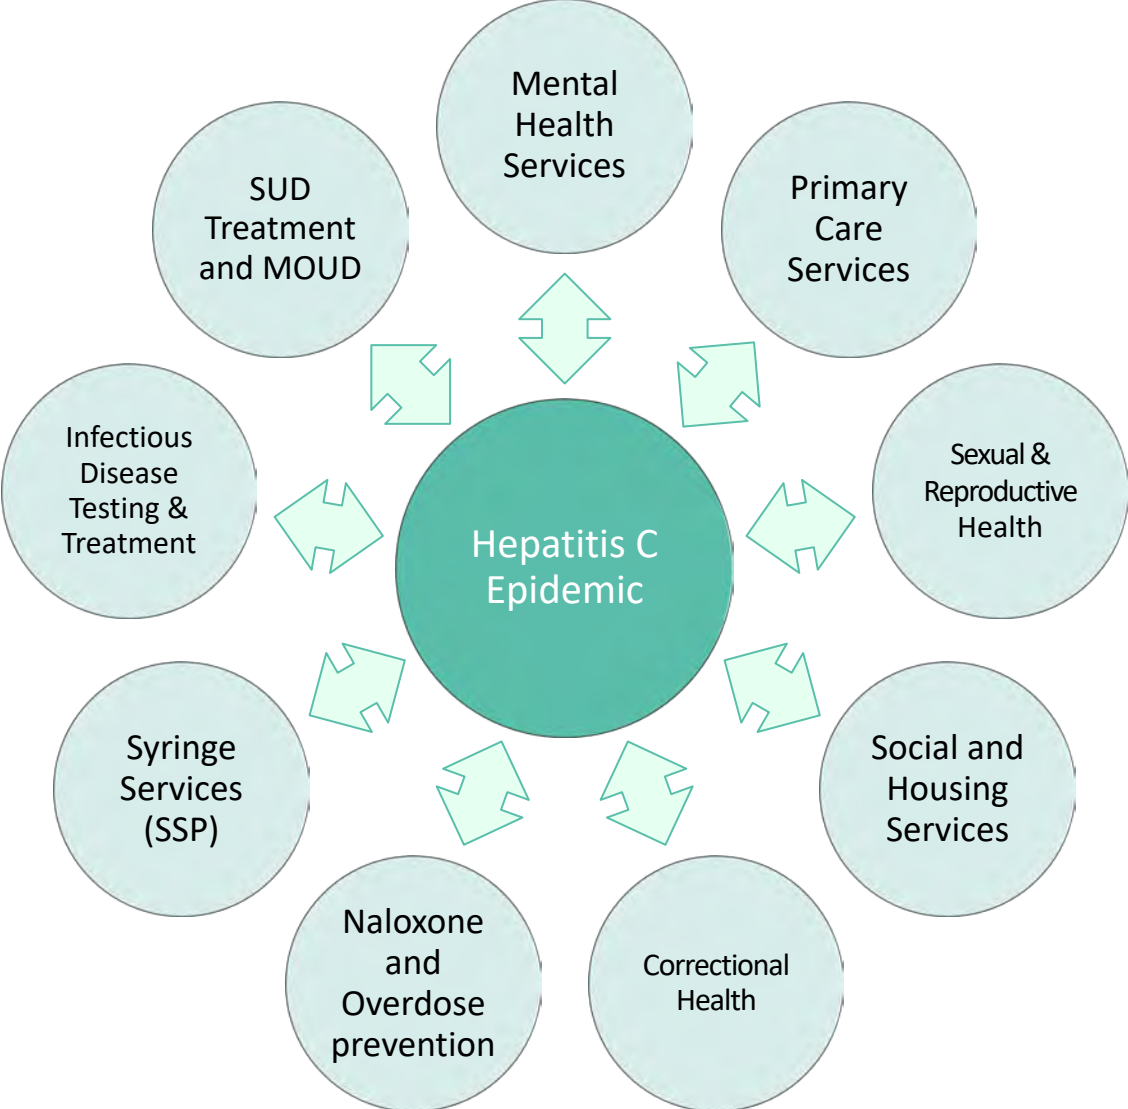 Mental
Health
Services
Primary
Care
Services
Sexual &
Reproductive
Health
Social and
Housing
Services
Correctional
Health
Naloxone
and
Overdose
prevention
Syringe
Services
(SSP)
Infectious
Disease
Testing &
Treatment
SUD
Treatment
and MOUD
Hepatitis C
Epidemic